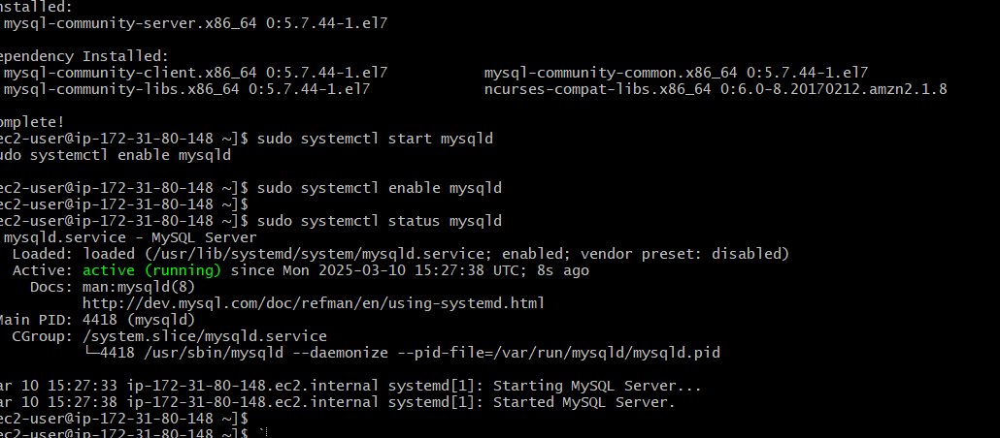 nstalled:
mysql-community-server.x86_64 0:5.7.44-1.el7
ependency Installed:
mysql-community-client.x86_64 0:5.7.44-1.el7 mysql-community-common.x86_64 0:5.7.44-1.el7
mysql-community-libs.x86_64 0:5.7.44-1.el7 ncurses-compat-libs.x86_64 0:6.0-8.20170212.amzn2.1.8
omplete!
ec2-user@ip-172-31-80-148 ~]$ sudo systemctl start mysqld
udo systemctl enable mysqld
ec2-user@ip-172-31-80-148 ~]$ sudo systemctl enable mysqld
ec2-user@ip-172-31-80-148 ~]$
ec2-user@ip-172-31-80-148 ~]$ sudo systemctl status mysqld
mysqld.service - MySQL Server
Loaded: loaded (/usr/lib/systemd/system/mysqld.service; enabled; vendor preset: disabled)
Active: active (running) since Mon 2025-03-10 15:27:38 UTC; 8s ago
Docs: man:mysqld(8)
http://dev.mysql.com/doc/refman/en/using-systemd.html
Main PID: 4418 (mysqld)
CGroup: /system.slice/mysqld.service
└─4418 /usr/sbin/mysqld --daemonize --pid-file=/var/run/mysqld/mysqld.pid
ar 10 15:27:33 ip-172-31-80-148.ec2.internal systemd[1]: Starting MySQL Server...
ar 10 15:27:38 ip-172-31-80-148.ec2.internal systemd[1]: Started MySQL Server.
ec2-user@ip-172-31-80-148 ~]$
ec2-user@ip-172-31-80-148 ~]$ `